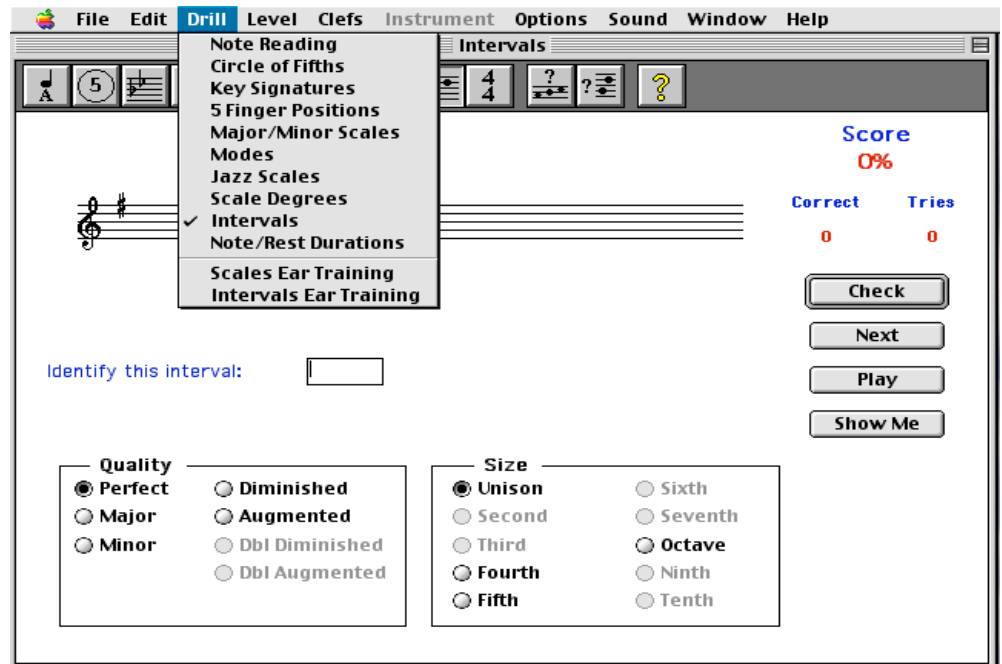 File Edit Drill Level Clefs Instrument Options Sound Window Help
Intervals
Note Reading
Circle of Fifths
Key Signatures
5 Finger Positions
Major/Minor Scales
Modes
Jazz Scales
Scale Degrees
✓ Intervals
Note/Rest Durations
Scales Ear Training
Intervals Ear Training
A 5 4 4 ? ? ?
Score
0%
Correct Tries
0 0
Check
Next
Play
Show Me
Identify this interval:
Quality
Perfect Diminished
Major Augmented
Minor Dbl Diminished
Dbl Augmented
Size
Unison Sixth
Second Seventh
Third Octave
Fourth Ninth
Fifth Tenth